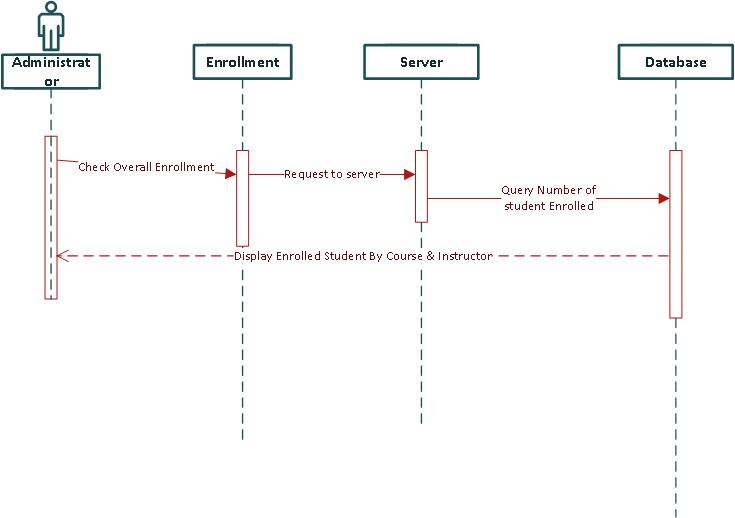 Administrat
or
Enrollment
Server
Database
Check Overall Enrollment
Request to server
Query Number of
student Enrolled
Display Enrolled Student By Course & Instructor